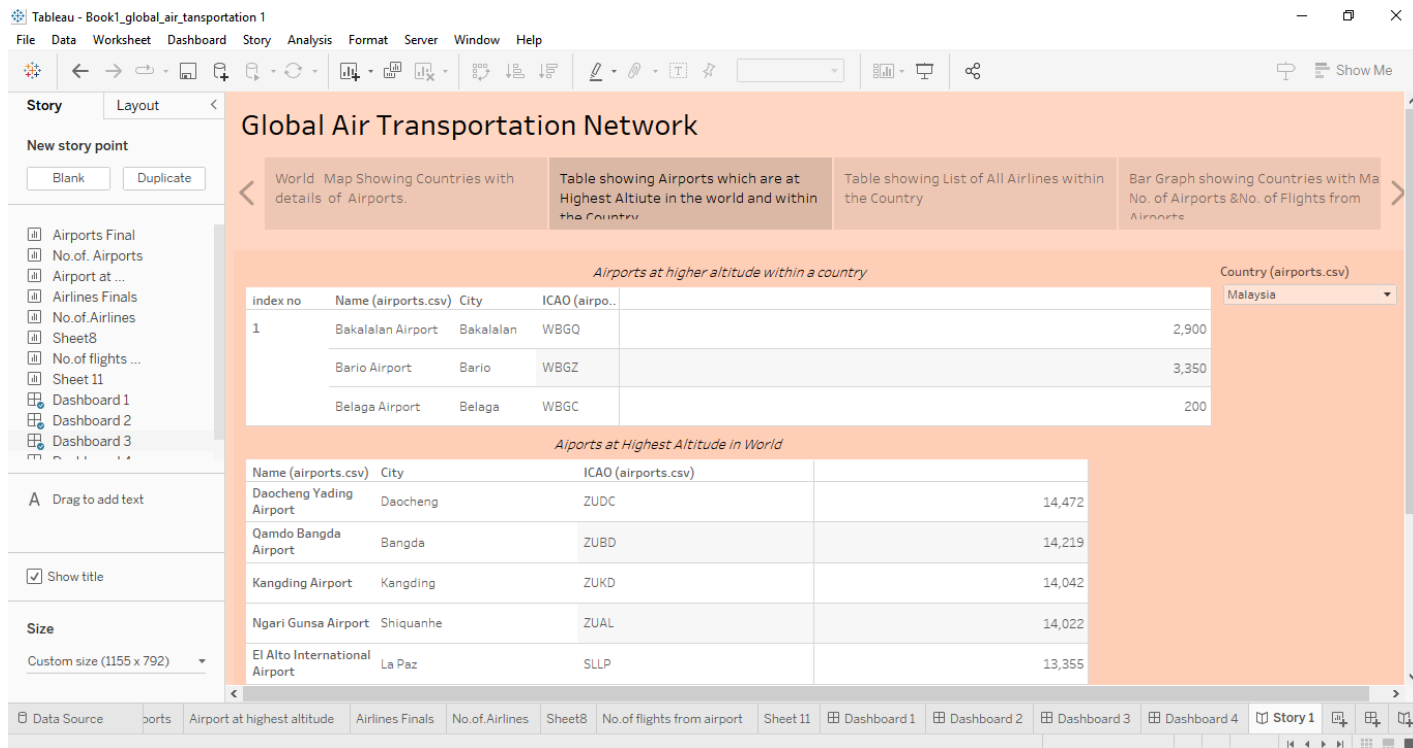 Tableau - Book1_global_air_tansportation 1
File Data Worksheet Dashboard Story Analysis Format Server Window Help
Show Me
Story Layout
New story point
Blank Duplicate
Airports Final
No.of. Airports
Airport at ...
Airlines Finals
No.of.Airlines
Sheet8
No.of flights ...
Sheet 11
Dashboard 1
Dashboard 2
Dashboard 3
A Drag to add text
Show title
Size
Custom size (1155 x 792)
Global Air Transportation Network
World Map Showing Countries with
details of Airports.
Table showing Airports which are at
Highest Altiute in the world and within
the Country
Table showing List of All Airlines within
the Country
Bar Graph showing Countries with Ma
No. of Airports &No. of Flights from
Airports
Airports at higher altitude within a country
Country (airports.csv)
Malaysia
index no Name (airports.csv) City ICAO (airpo..
1 Bakalalan Airport Bakalalan WBGQ 2,900
Bario Airport Bario WBGZ 3,350
Belaga Airport Belaga WBGC 200
Aiports at Highest Altitude in World
Name (airports.csv) City ICAO (airports.csv)
Daocheng Yading
Airport Daocheng ZUDC 14,472
Qamdo Bangda
Airport Bangda ZUBD 14,219
Kangding Airport Kangding ZUKD 14,042
Ngari Gunsa Airport Shiquanhe ZUAL 14,022
El Alto International
Airport La Paz SLLP 13,355
Data Source ports Airport at highest altitude Airlines Finals No.of.Airlines Sheet8 No.of flights from airport Sheet 11 Dashboard 1 Dashboard 2 Dashboard 3 Dashboard 4 Story 1